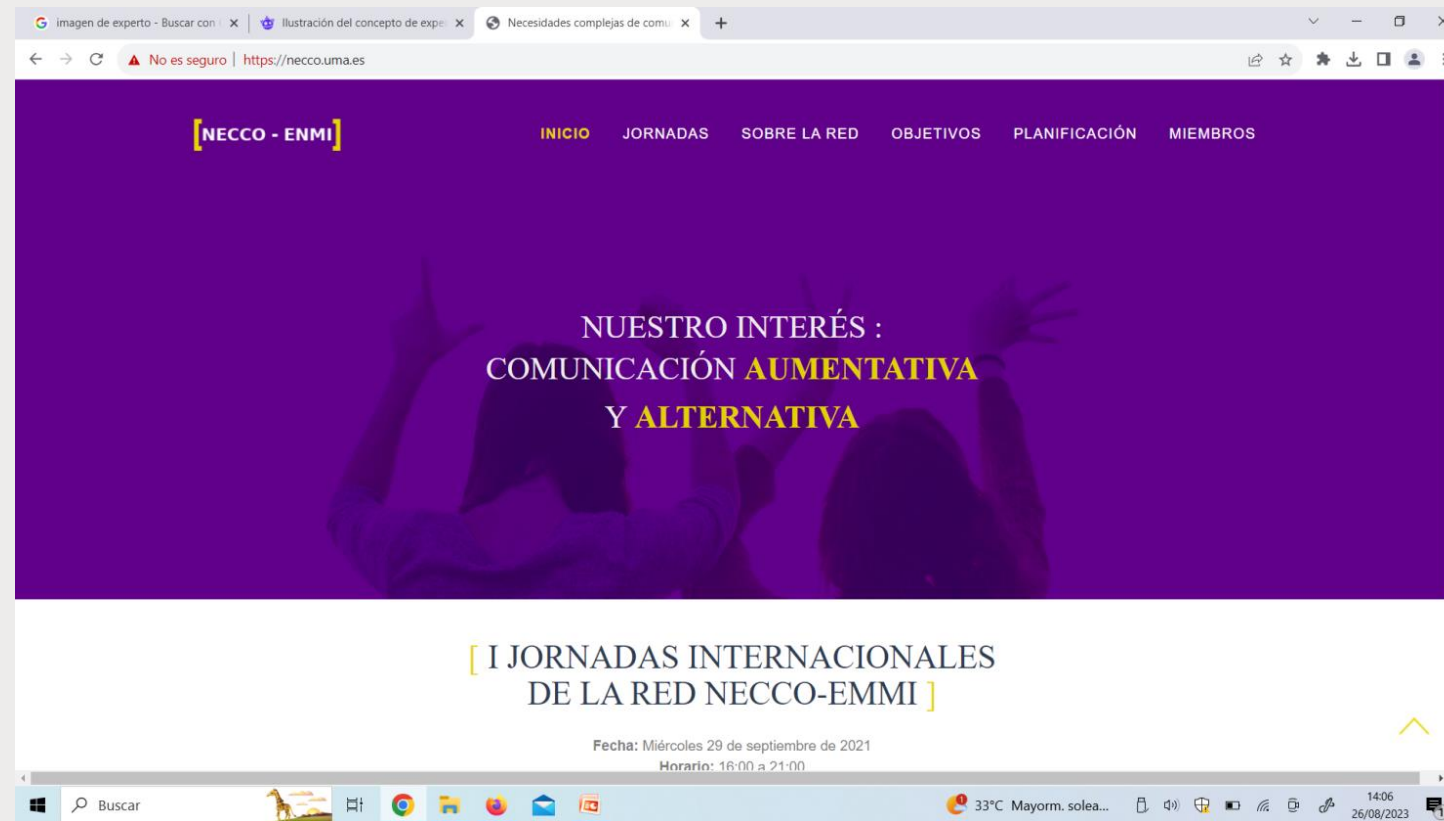 imagen de experto - Buscar con
Ilustración del concepto de exper
Necesidades complejas de comu
No es seguro | https://necco.uma.es
[NECCO - ENMI]
INICIO JORNADAS SOBRE LA RED OBJETIVOS PLANIFICACIÓN MIEMBROS
NUESTRO INTERÉS :
COMUNICACIÓN AUMENTATIVA
Y ALTERNATIVA
[ I JORNADAS INTERNACIONALES
DE LA RED NECCO-EMMI ]
Fecha: Miércoles 29 de septiembre de 2021
Horario: 16:00 a 21:00
Buscar
33°C Mayorm. solea...
14:06
26/08/2023